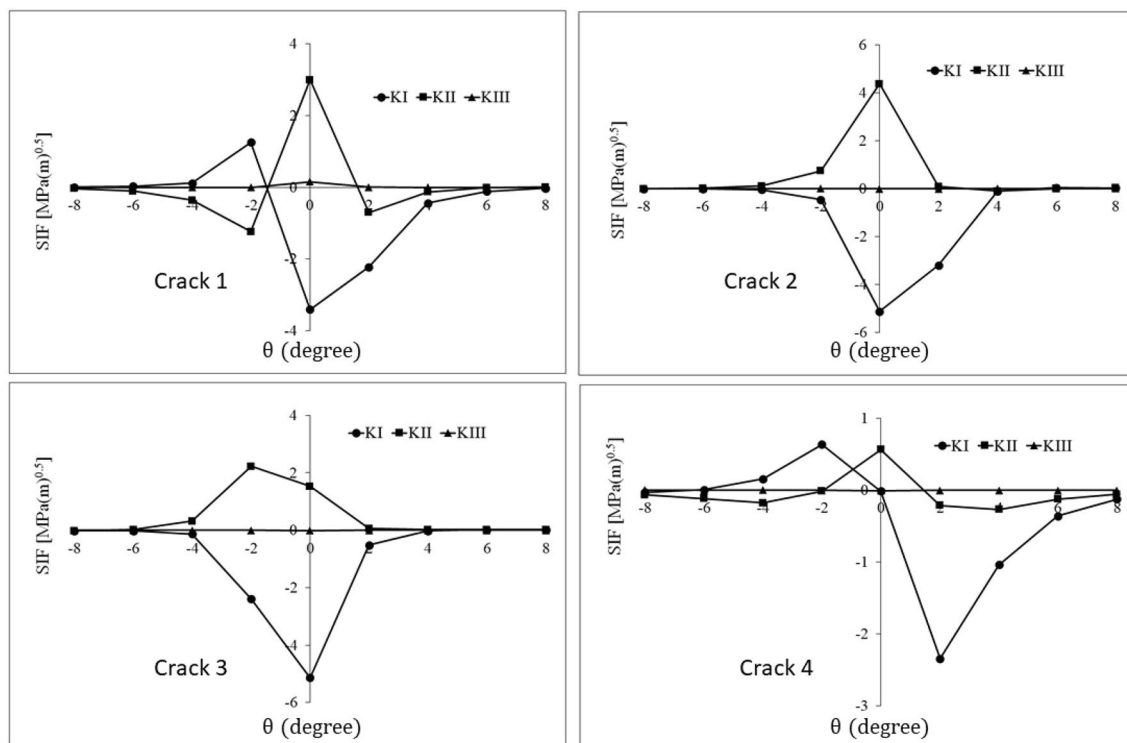 4
KI KII KIII
2
SIF [MPa(m)^0.5]
0
-8 -6 -4 -2 0 2 4 6 8
-2
Crack 1
-4
θ (degree)
6
KI KII KIII
4
2
SIF [MPa(m)^0.5]
0
-8 -6 -4 -2 0 2 4 6 8
-2
Crack 2
-4
-6
θ (degree)
4
KI KII KIII
2
SIF [MPa(m)^0.5]
0
-8 -6 -4 -2 0 2 4 6 8
-2
-4
Crack 3
-6
θ (degree)
1
KI KII KIII
SIF [MPa(m)^0.5]
0
-8 -6 -4 -2 0 2 4 6 8
-1
-2
Crack 4
-3
θ (degree)